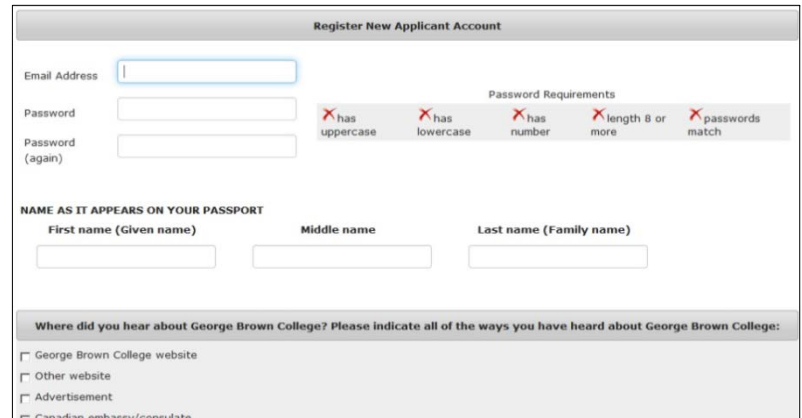 Register New Applicant Account
Email Address
Password Requirements
Password
has uppercase
has lowercase
has number
length 8 or more
passwords match
Password (again)
NAME AS IT APPEARS ON YOUR PASSPORT
First name (Given name)
Middle name
Last name (Family name)
Where did you hear about George Brown College? Please indicate all of the ways you have heard about George Brown College:
George Brown College website
Other website
Advertisement
Canadian embassy/consulate